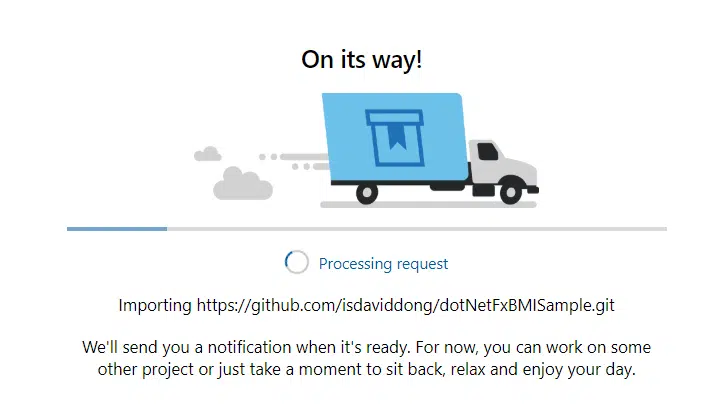 On its way!
Processing request
Importing https://github.com/isdaviddong/dotNetFxBMISample.git
We'll send you a notification when it's ready. For now, you can work on some
other project or just take a moment to sit back, relax and enjoy your day.